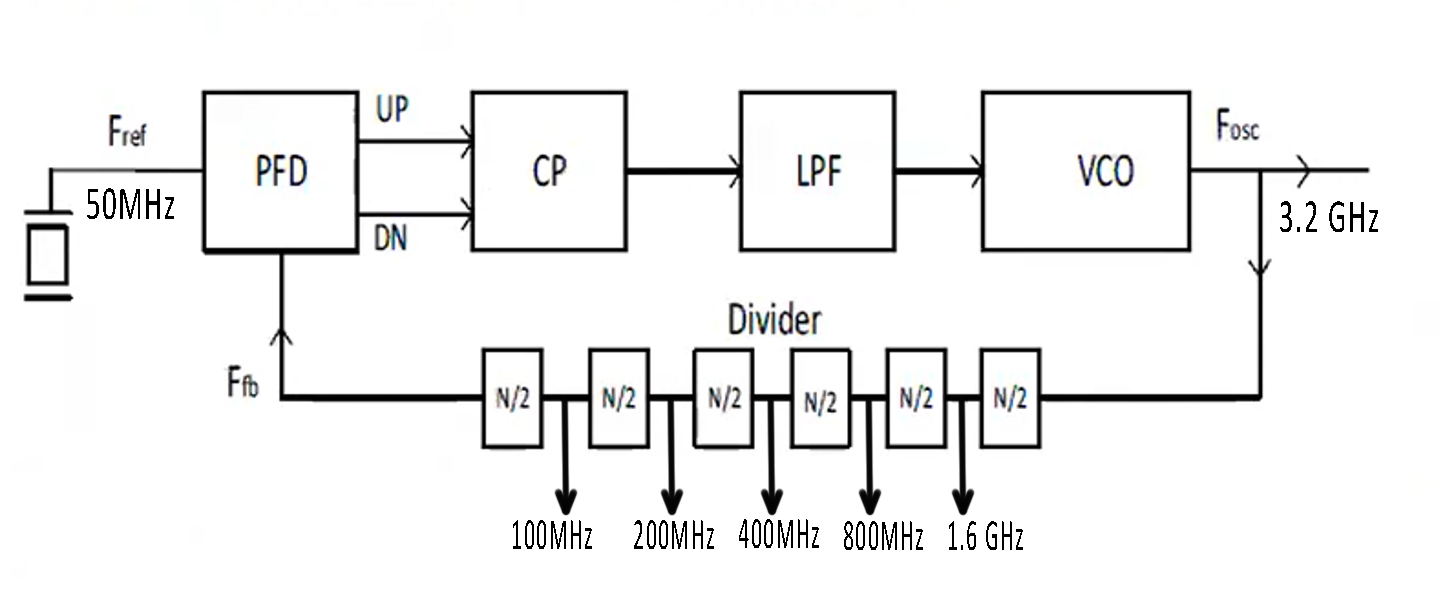 Fref
50MHz
PFD
UP
DN
CP
LPF
VCO
Fosc
3.2 GHz
Divider
Ffb
N/2
N/2
N/2
N/2
N/2
N/2
100MHz
200MHz
400MHz
800MHz
1.6 GHz